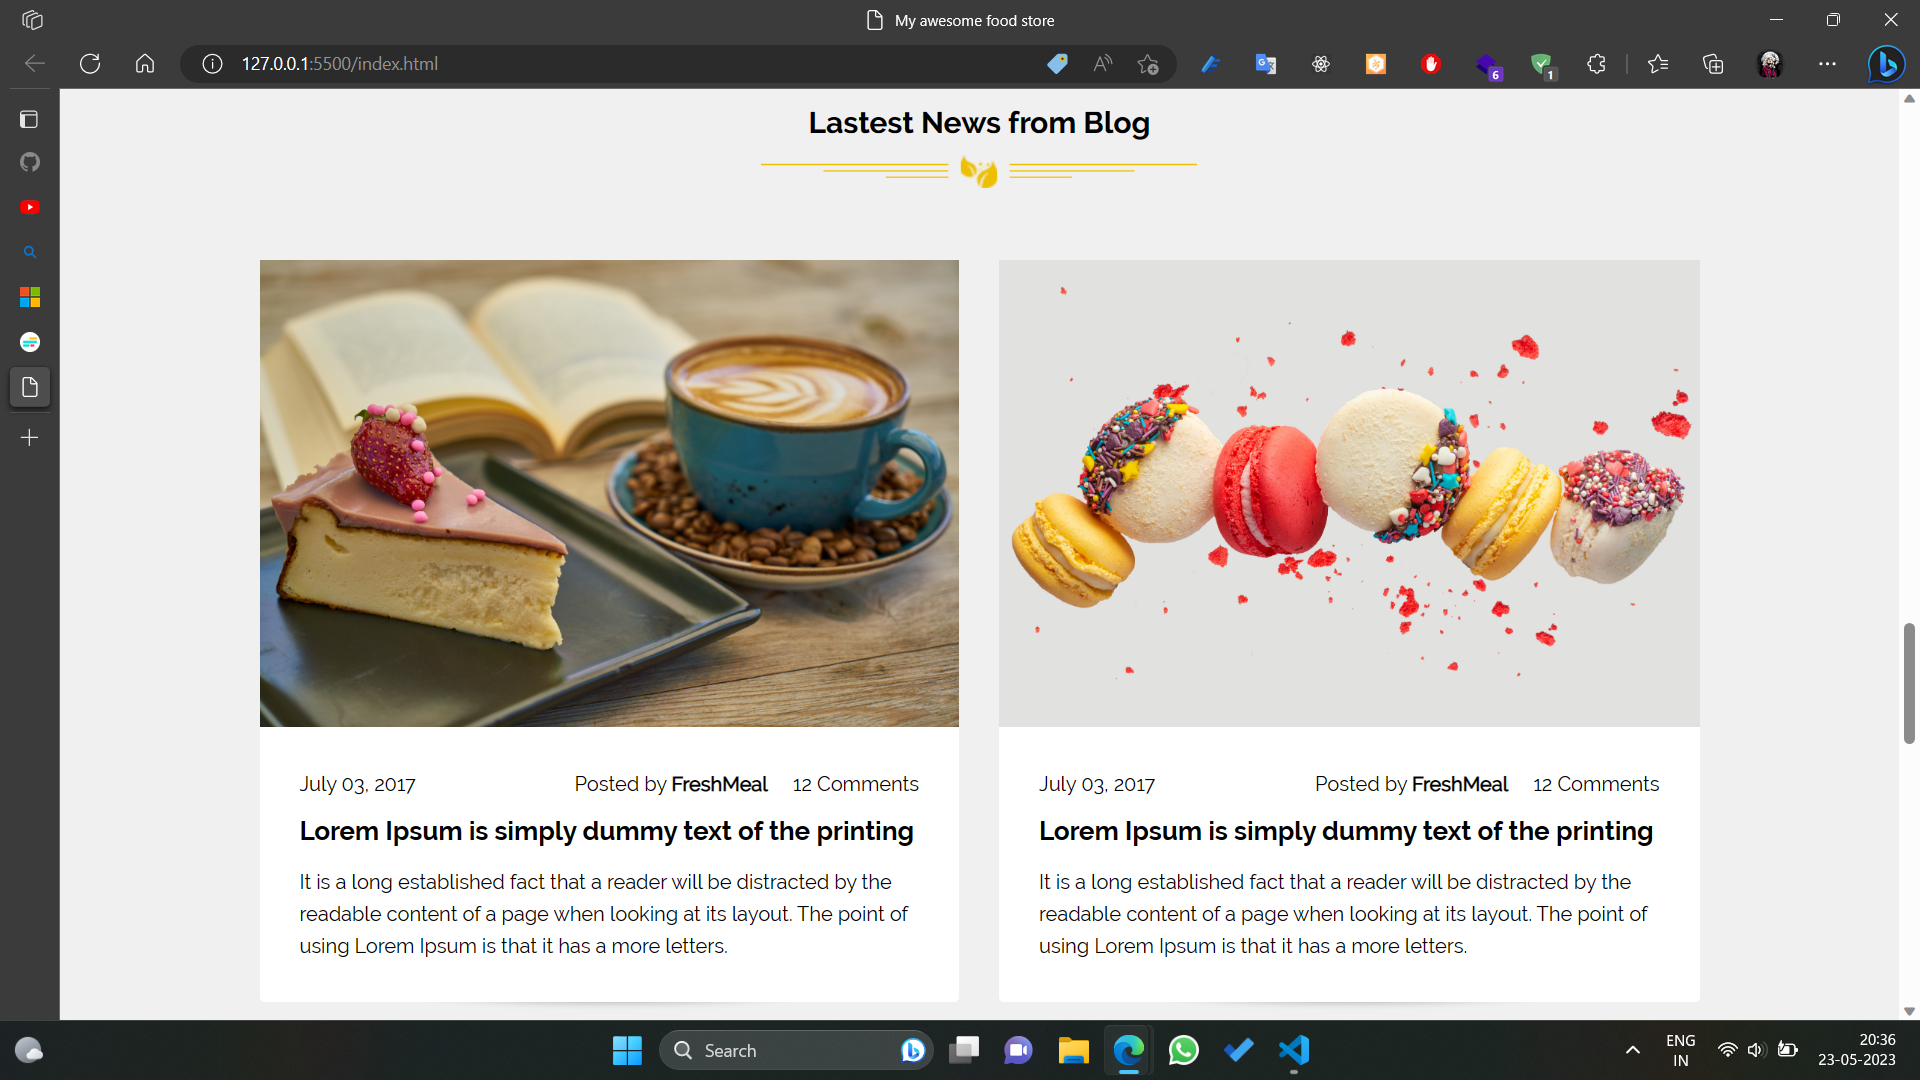 My awesome food store
127.0.0.1:5500/index.html
6
1
Lastest News from Blog
July 03, 2017 Posted by FreshMeal 12 Comments
Lorem Ipsum is simply dummy text of the printing
It is a long established fact that a reader will be distracted by the
readable content of a page when looking at its layout. The point of
using Lorem Ipsum is that it has a more letters.
July 03, 2017 Posted by FreshMeal 12 Comments
Lorem Ipsum is simply dummy text of the printing
It is a long established fact that a reader will be distracted by the
readable content of a page when looking at its layout. The point of
using Lorem Ipsum is that it has a more letters.
Search
ENG
IN
20:36
23-05-2023